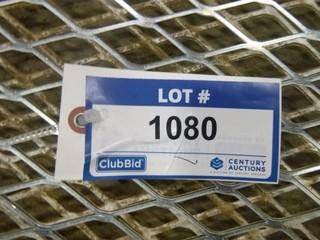 LOT #
1080
ClubBid
CENTURY
AUCTIONS